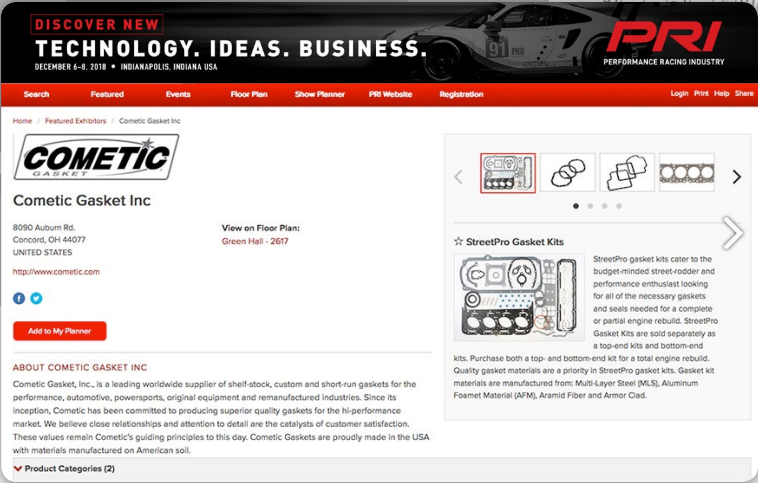 DISCOVER NEW
TECHNOLOGY. IDEAS. BUSINESS.
DECEMBER 6-8, 2018 • INDIANAPOLIS, INDIANA USA
91 PRO
PRI
PERFORMANCE RACING INDUSTRY
Search Featured Events Floor Plan Show Planner PRI Website Registration Login Print Help Share
Home / Featured Exhibitors / Cometic Gasket Inc
COMETIC
GASKET
Cometic Gasket Inc
8090 Auburn Rd.
Concord, OH 44077
UNITED STATES
http://www.cometic.com
View on Floor Plan:
Green Hall - 2617
Add to My Planner
ABOUT COMETIC GASKET INC
Cometic Gasket, Inc., is a leading worldwide supplier of shelf-stock, custom and short-run gaskets for the
performance, automotive, powersports, original equipment and remanufactured industries. Since its
inception, Cometic has been committed to producing superior quality gaskets for the hi-performance
market. We believe close relationships and attention to detail are the catalysts of customer satisfaction.
These values remain Cometic's guiding principles to this day. Cometic Gaskets are proudly made in the USA
with materials manufactured on American soil.
Product Categories (2)
StreetPro Gasket Kits
StreetPro gasket kits cater to the
budget-minded street-rodder and
performance enthusiast looking
for all of the necessary gaskets
and seals needed for a complete
or partial engine rebuild. StreetPro
Gasket Kits are sold separately as
a top-end kits and bottom-end
kits. Purchase both a top- and bottom-end kit for a total engine rebuild.
Quality gasket materials are a priority in StreetPro gasket kits. Gasket kit
materials are manufactured from: Multi-Layer Steel (MLS), Aluminum
Foamet Material (AFM), Aramid Fiber and Armor Clad.